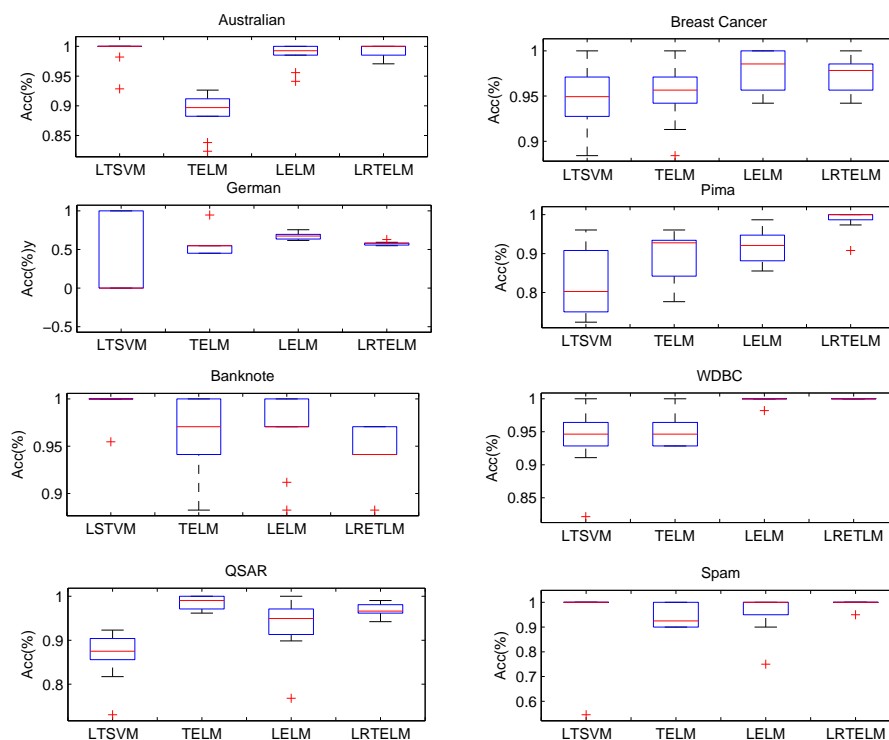 Australian
Acc(%)
1
0.95
0.9
0.85
LTSVM TELM LELM LRTELM
Breast Cancer
Acc(%)
1
0.95
0.9
LTSVM TELM LELM LRTELM
German
Acc(%)y
1
0.5
0
−0.5
LTSVM TELM LELM LRTELM
Pima
Acc(%)
1
0.9
0.8
LTSVM TELM LELM LRTELM
Banknote
Acc(%)
1
0.95
0.9
LSTVM TELM LELM LRETLM
WDBC
Acc(%)
1
0.95
0.9
0.85
LTSVM TELM LELM LRETLM
QSAR
Acc(%)
1
0.9
0.8
LTSVM TELM LELM LRTELM
Spam
Acc(%)
1
0.9
0.8
0.7
0.6
LTSVM TELM LELM LRTELM